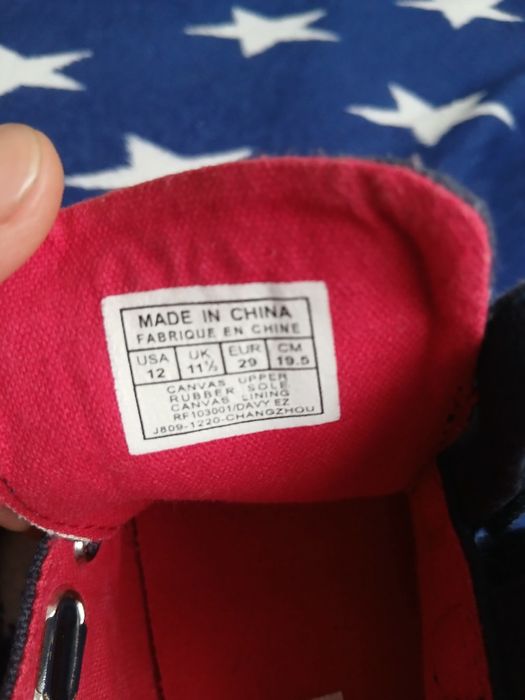 MADE IN CHINA
FABRIQUE EN CHINE
USA UK EUR CM
12 11½ 29 19.5
CANVAS UPPER
RUBBER SOLE
CANVAS LINING
RF103001/DAVY EZ
J809-1220-CHANGZHOU